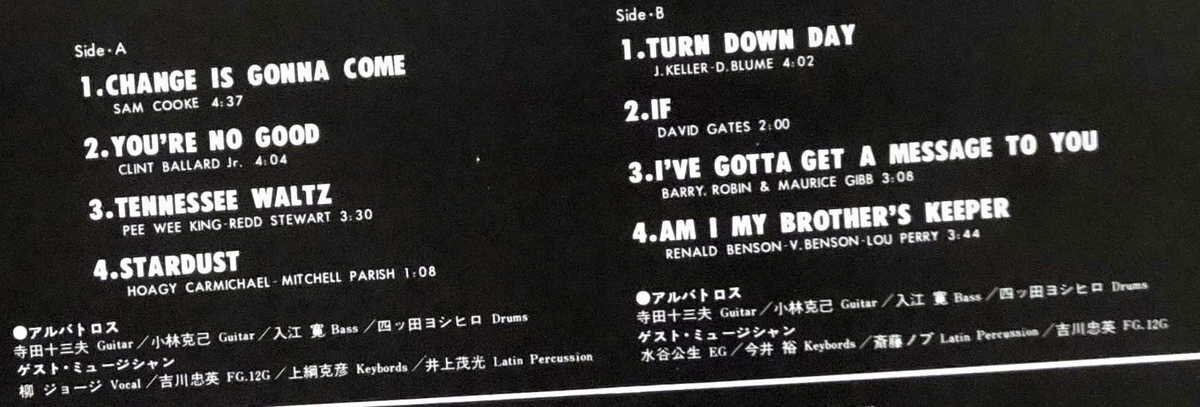 Side・A
1.CHANGE IS GONNA COME
SAM COOKE 4:37
2.YOU'RE NO GOOD
CLINT BALLARD Jr. 4:04
3.TENNESSEE WALTZ
PEE WEE KING-REDD STEWART 3:30
4.STARDUST
HOAGY CARMICHAEL-MITCHELL PARISH 1:08
●アルバトロス
寺田十三夫 Guitar/小林克己 Guitar/入江 寛 Bass/四ッ田ヨシヒロ Drums
ゲスト・ミュージシャン
柳 ジョージ Vocal/吉川忠英 FG.12G/上綱克彦 Keybords/井上茂光 Latin Percussion
Side・B
1.TURN DOWN DAY
J.KELLER-D.BLUME 4:02
2.IF
DAVID GATES 2:00
3.I'VE GOTTA GET A MESSAGE TO YOU
BARRY. ROBIN & MAURICE GIBB 3:08
4.AM I MY BROTHER'S KEEPER
RENALD BENSON-V.BENSON-LOU PERRY 3:44
●アルバトロス
寺田十三夫 Guitar/小林克己 Guitar/入江 寛 Bass/四ッ田ヨシヒロ Drums
ゲスト・ミュージシャン
水谷公生 EG/今井 裕 Keybords/斎藤ノブ Latin Percussion/吉川忠英 FG.12G